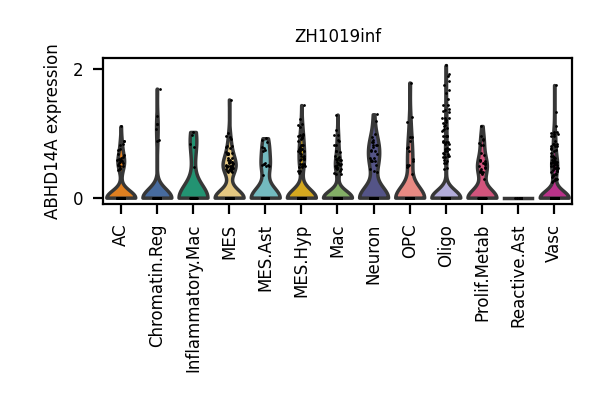 ZH1019inf
ABHD14A expression
2
0
AC
Chromatin.Reg
Inflammatory.Mac
MES
MES.Ast
MES.Hyp
Mac
Neuron
OPC
Oligo
Prolif.Metab
Reactive.Ast
Vasc